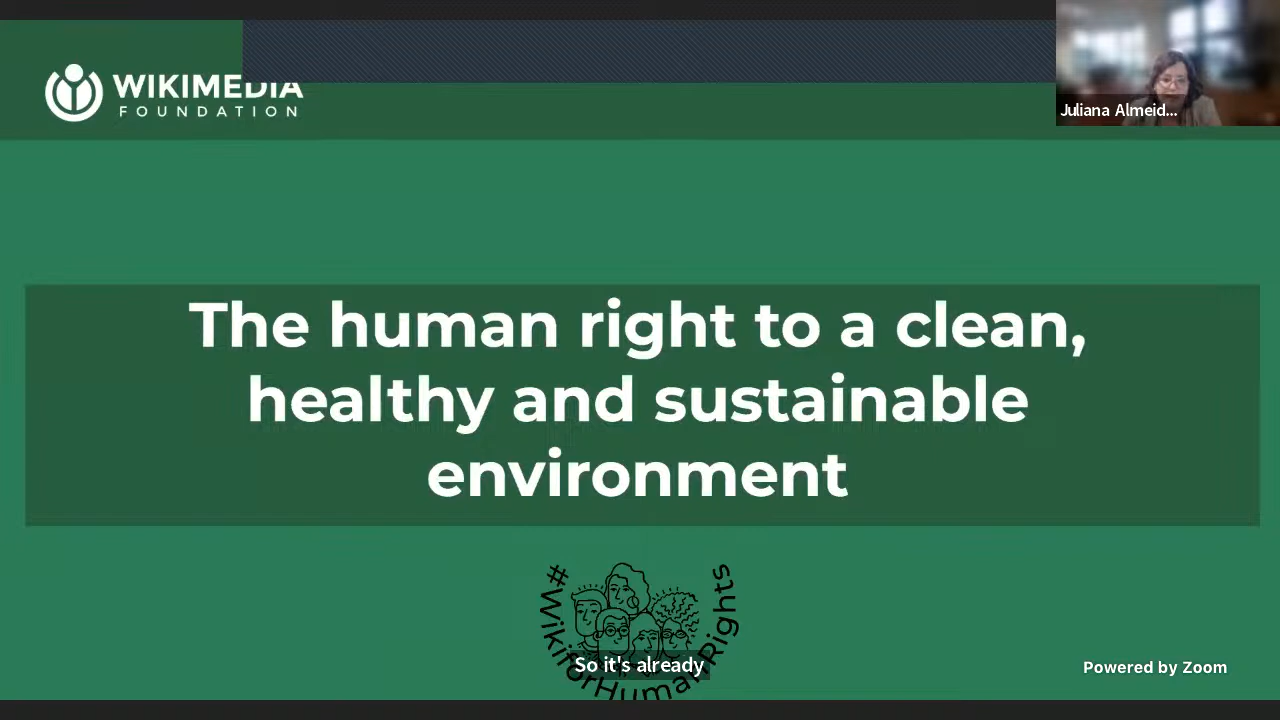 WIKIMEDIA
FOUNDATION
Juliana Almeid...
The human right to a clean,
healthy and sustainable
environment
#WikiforHumanRights
So it's already
Powered by Zoom